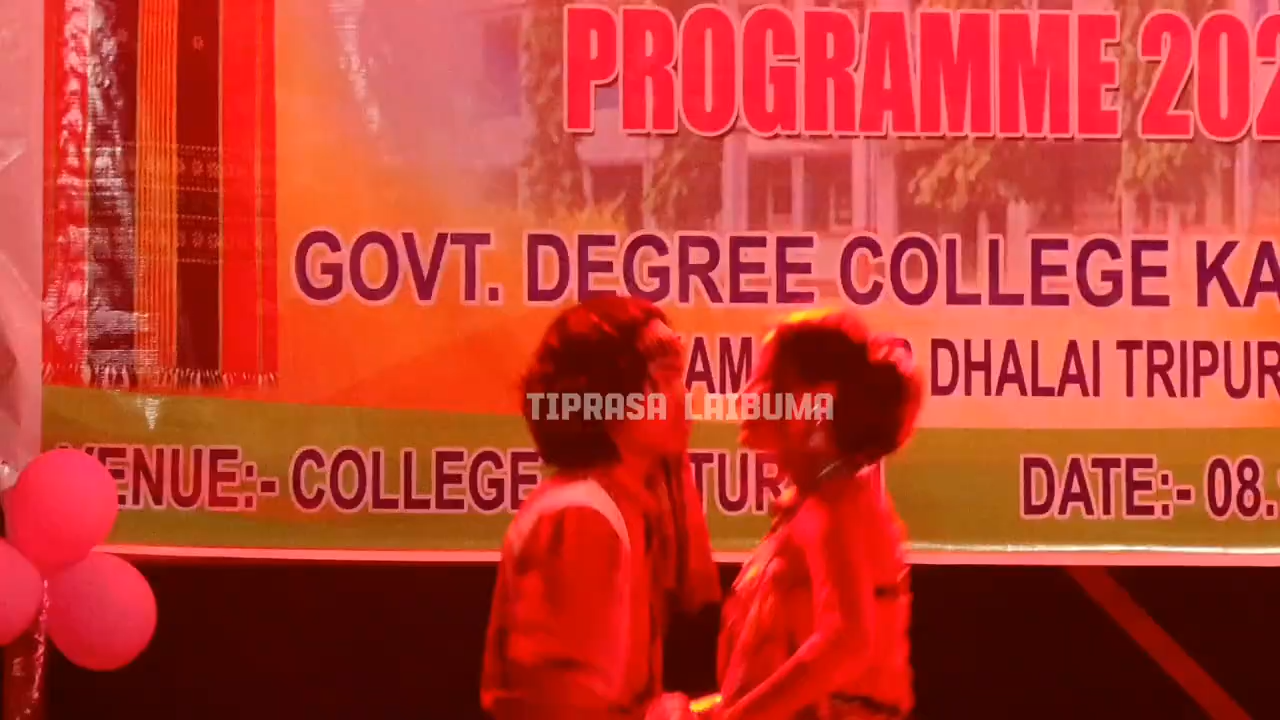 PROGRAMME 202
GOVT. DEGREE COLLEGE KA
DHALAI TRIPUR
TIPRASA LAIBUMA
VENUE:- COLLEGE
DATE:- 08.